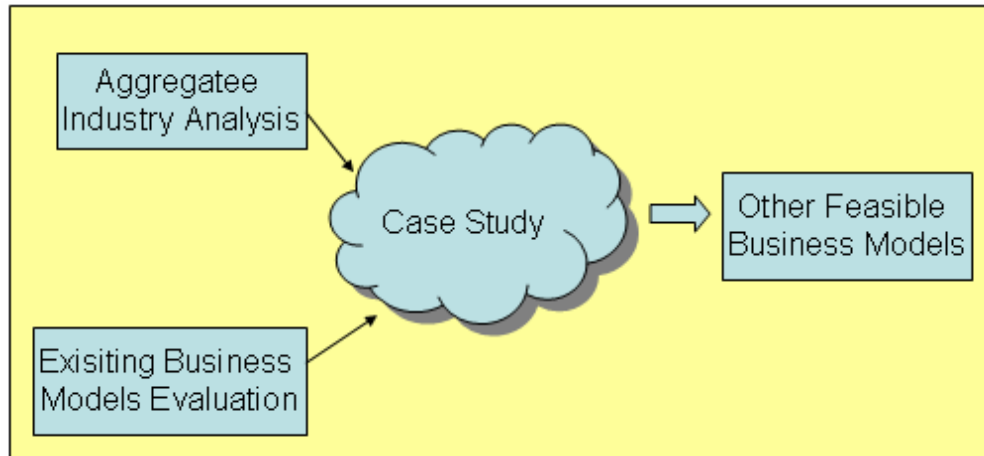 Aggregatee
Industry Analysis
Case Study
Other Feasible
Business Models
Exisiting Business
Models Evaluation